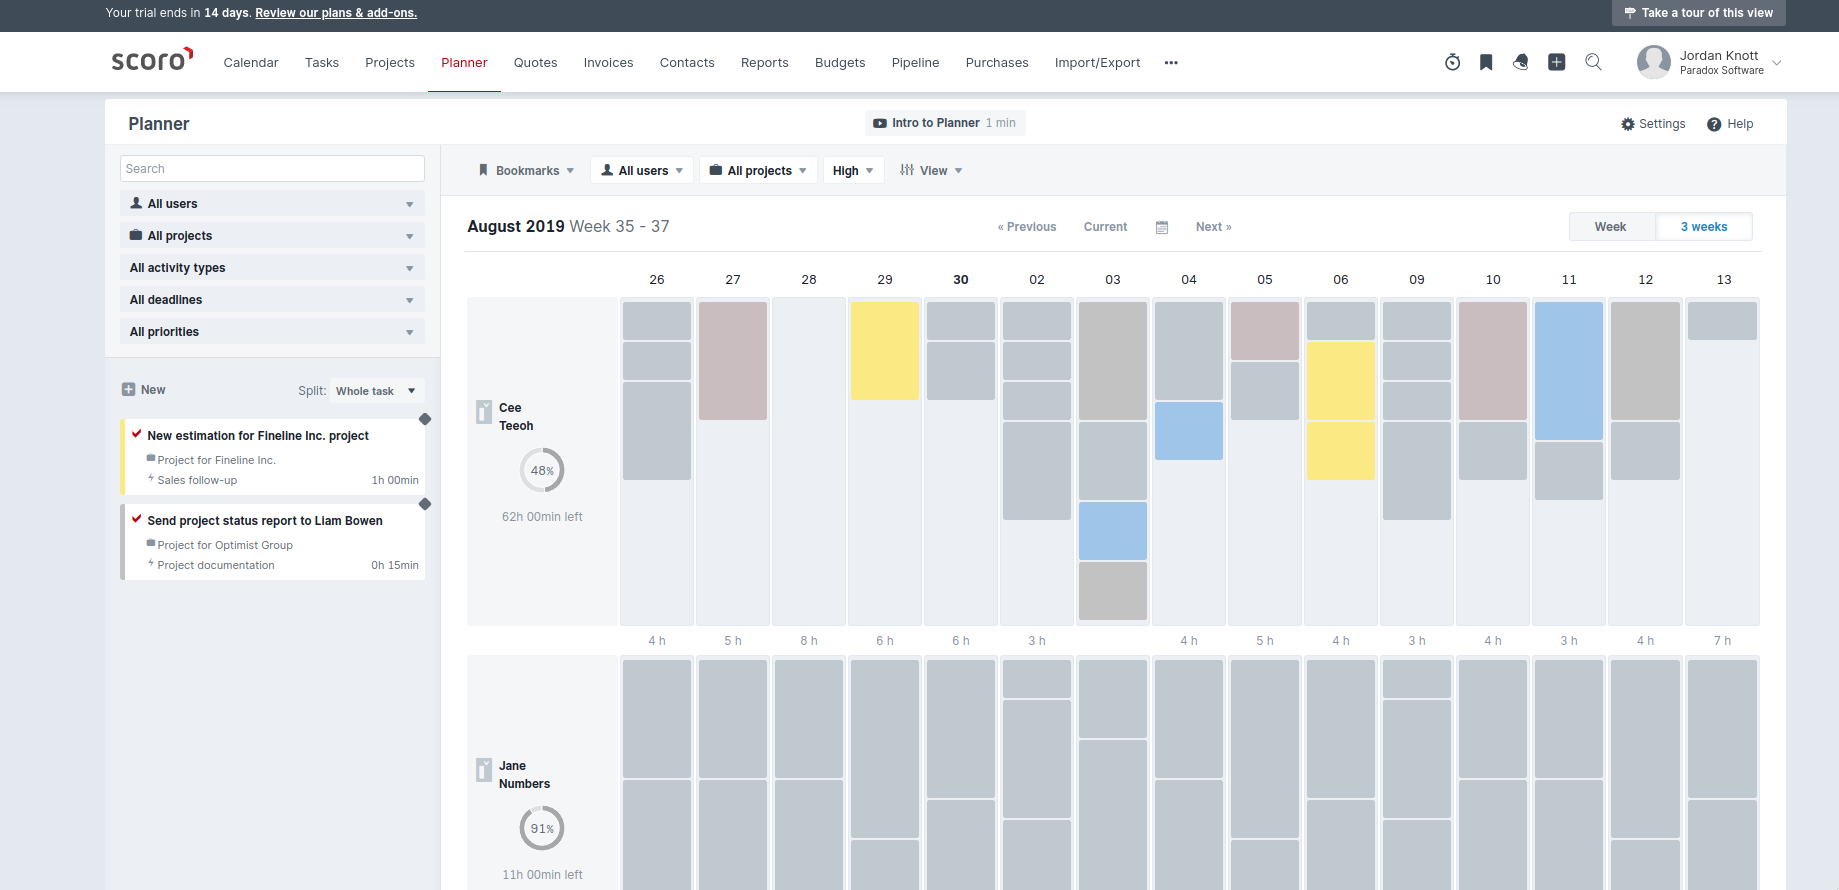 Your trial ends in 14 days. Review our plans & add-ons.
Take a tour of this view
scoro
Calendar Tasks Projects Planner Quotes Invoices Contacts Reports Budgets Pipeline Purchases Import/Export •••
Jordan Knott
Paradox Software
Planner
Intro to Planner 1 min
Settings Help
Search
Bookmarks All users All projects High View
All users
All projects
All activity types
All deadlines
All priorities
August 2019 Week 35 - 37
« Previous Current Next »
Week 3 weeks
26 27 28 29 30 02 03 04 05 06 09 10 11 12 13
New
Split: Whole task
New estimation for Fineline Inc. project
Project for Fineline Inc.
Sales follow-up 1h 00min
Send project status report to Liam Bowen
Project for Optimist Group
Project documentation 0h 15min
Cee
Teeoh
48%
62h 00min left
4 h 5 h 8 h 6 h 6 h 3 h 4 h 5 h 4 h 3 h 4 h 3 h 4 h 7 h
Jane
Numbers
91%
11h 00min left